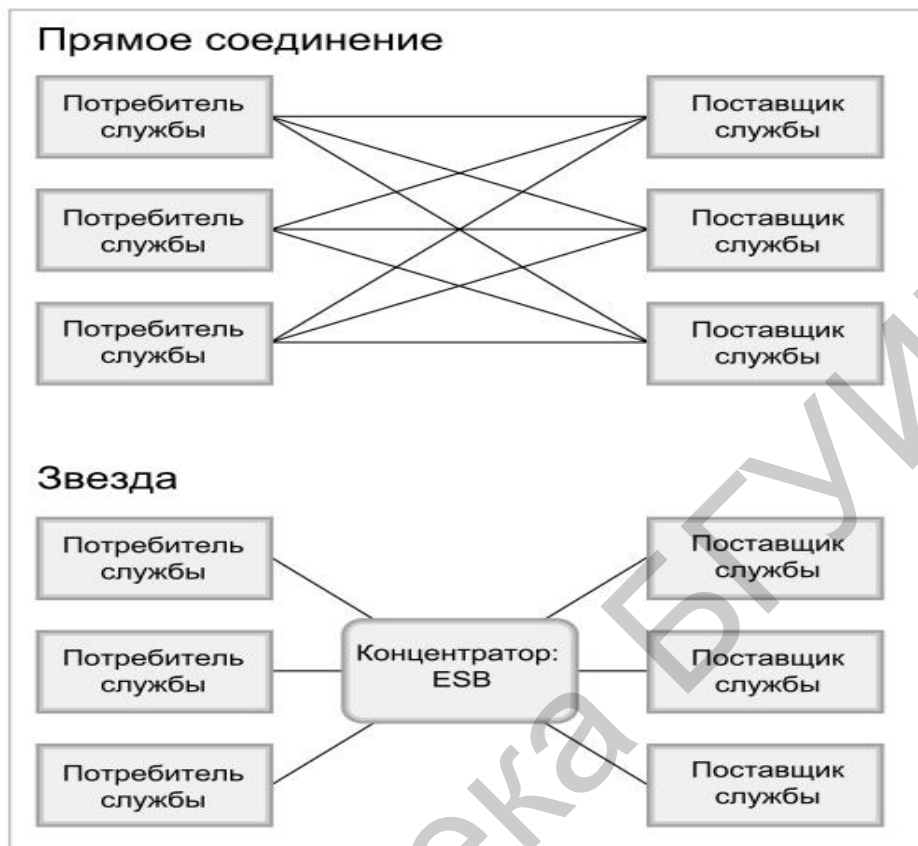 Прямое соединение
Потребитель
службы
Поставщик
службы
Потребитель
службы
Поставщик
службы
Потребитель
службы
Поставщик
службы
Звезда
Потребитель
службы
Поставщик
службы
Концентратор:
ESB
Потребитель
службы
Поставщик
службы
Потребитель
службы
Поставщик
службы